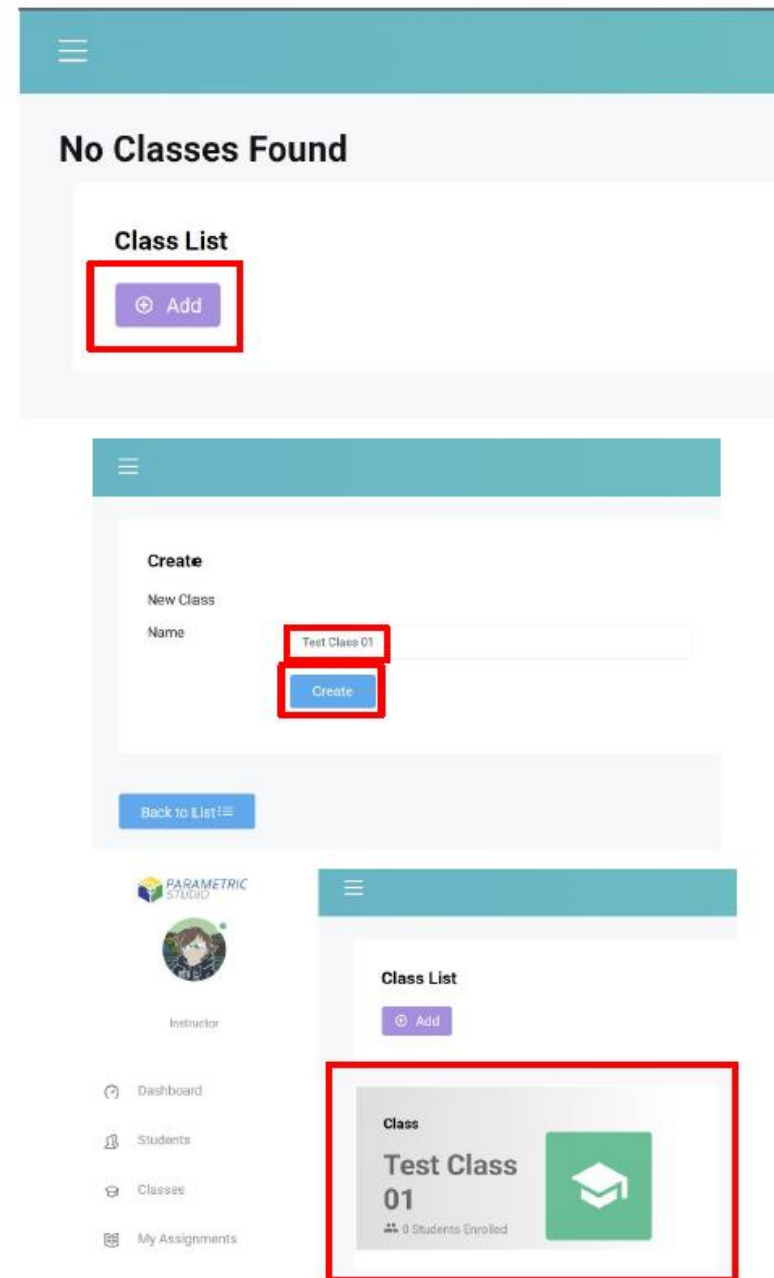 No Classes Found
Class List
Add
Create
New Class
Name
Test Class 01
Create
Back to List
PARAMETRIC
STUDIO
Instructor
Dashboard
Students
Classes
My Assignments
Class List
Add
Class
Test Class
01
0 Students Enrolled